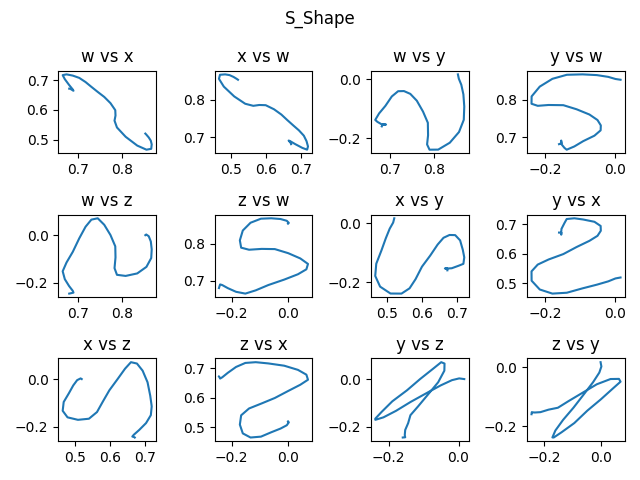 S_Shape
w vs x
x vs w
w vs y
y vs w
0.7
0.6
0.5
0.7 0.8
0.8
0.7
0.5 0.6 0.7
0.0
−0.2
0.7 0.8
0.8
0.7
−0.2 0.0
w vs z
z vs w
x vs y
y vs x
0.0
−0.2
0.7 0.8
0.8
0.7
−0.2 0.0
0.0
−0.2
0.5 0.6 0.7
0.7
0.6
0.5
−0.2 0.0
x vs z
z vs x
y vs z
z vs y
0.0
−0.2
0.5 0.6 0.7
0.7
0.6
0.5
−0.2 0.0
0.0
−0.2
−0.2 0.0
0.0
−0.2
−0.2 0.0